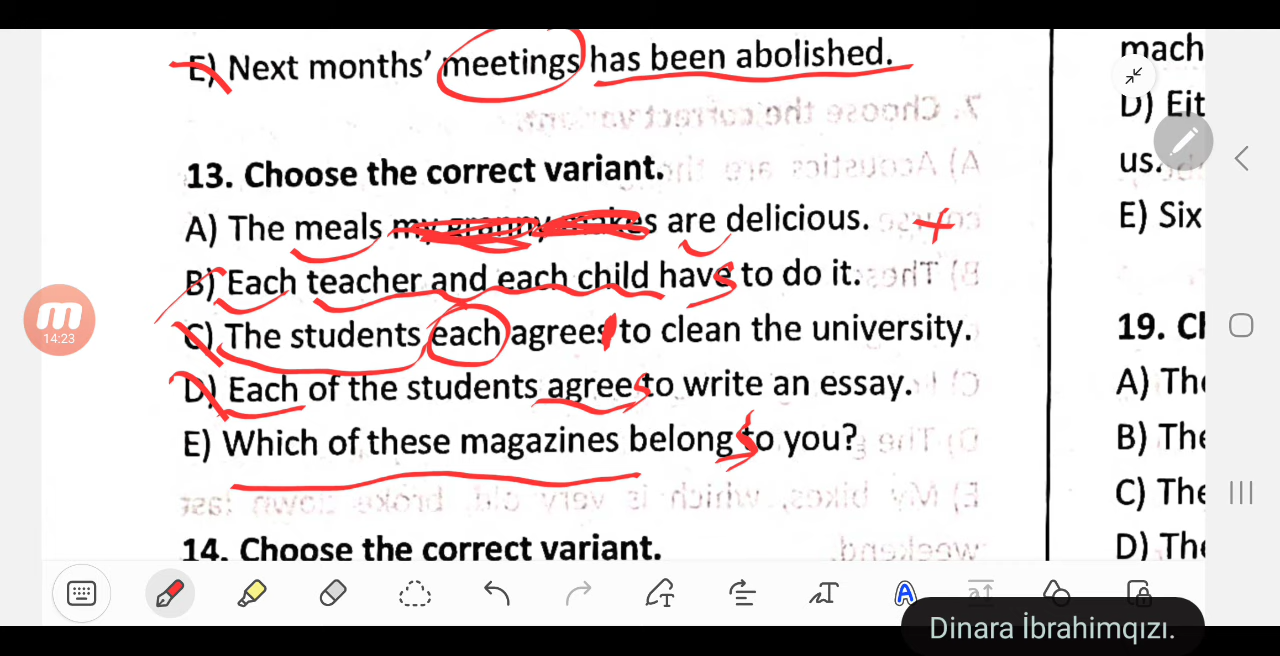 E) Next months' meetings has been abolished.
mach
D) Eit
us.
E) Six
13. Choose the correct variant.
A) The meals my granny makes are delicious.
B) Each teacher and each child have to do it.
C) The students each agrees to clean the university.
D) Each of the students agree to write an essay.
E) Which of these magazines belong to you?
14. Choose the correct variant.
19. Cl
A) The
B) The
C) The
D) The
14:23
Dinara İbrahimqızı.